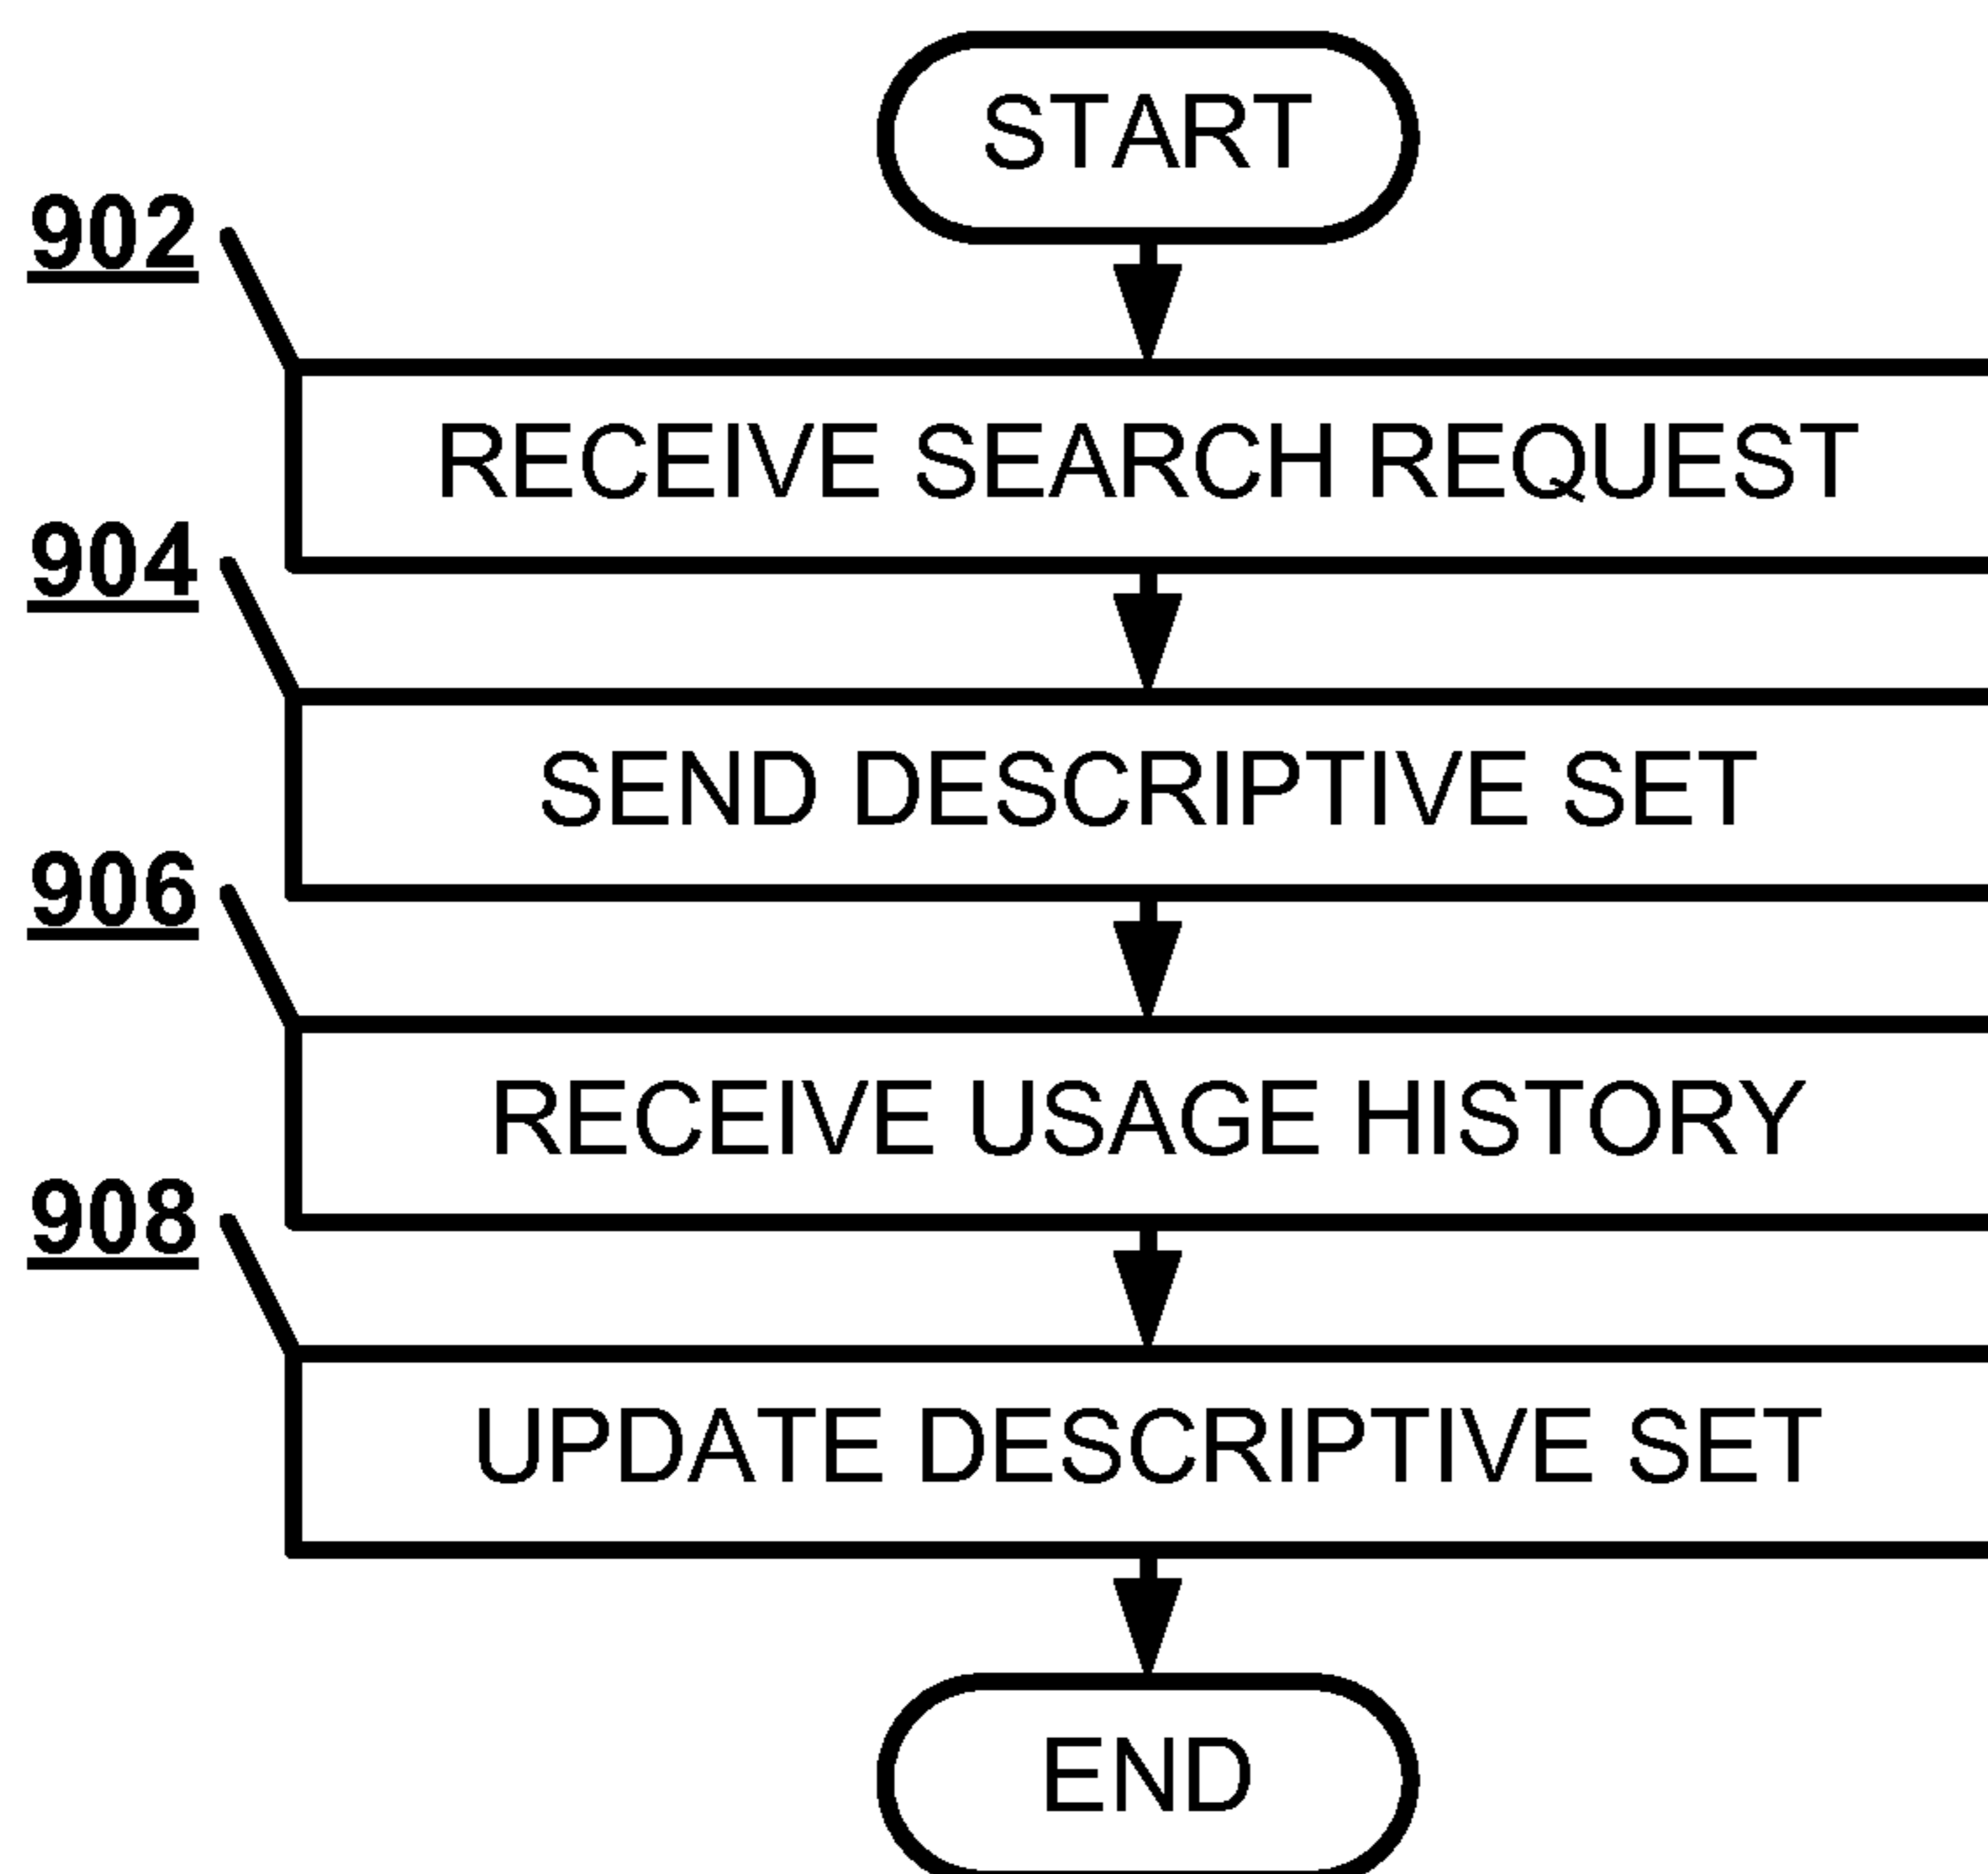 START
902
RECEIVE SEARCH REQUEST
904
SEND DESCRIPTIVE SET
906
RECEIVE USAGE HISTORY
908
UPDATE DESCRIPTIVE SET
END